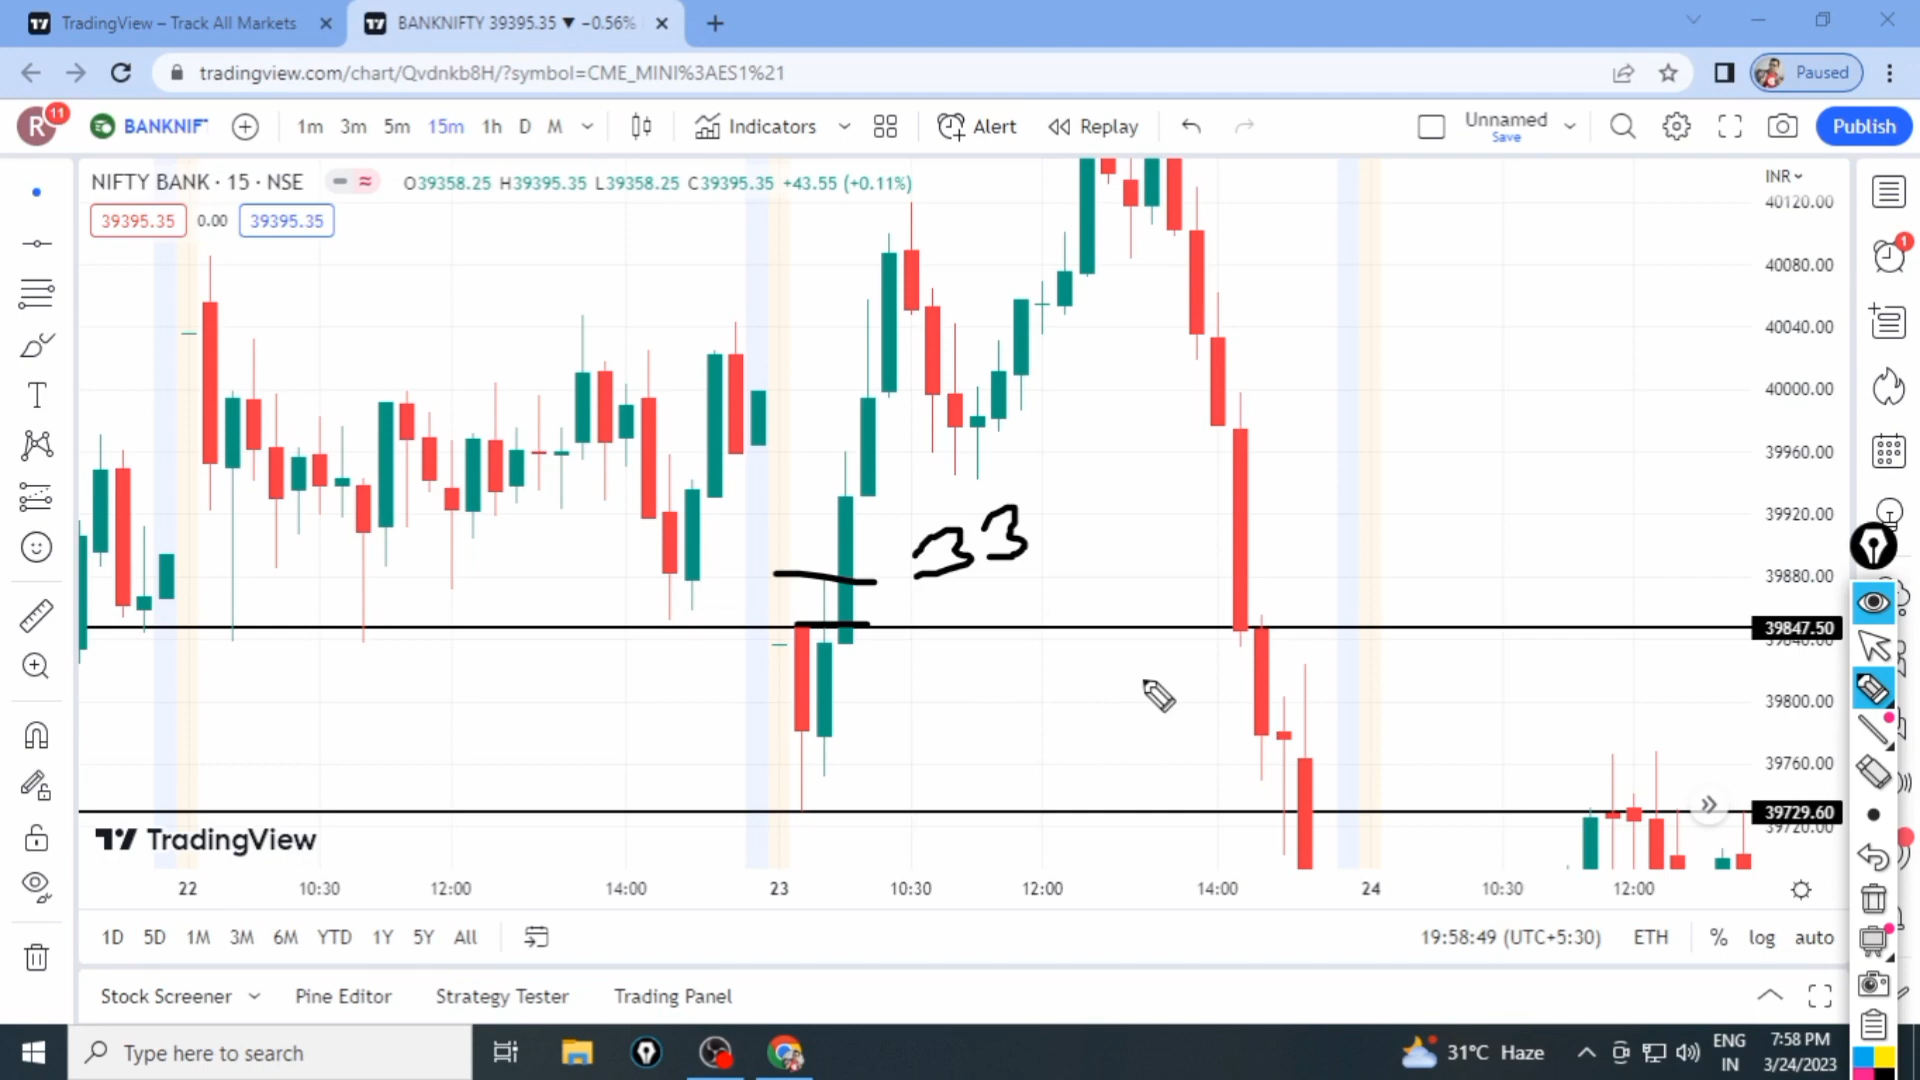 TradingView – Track All Markets
BANKNIFTY 39395.35 ▼ −0.56%
tradingview.com/chart/Qvdnkb8H/?symbol=CME_MINI%3AES1%21
Paused
R 11
BANKNIF
1m 3m 5m 15m 1h D M
Indicators
Alert
Replay
Unnamed
Save
Publish
NIFTY BANK · 15 · NSE
O39358.25 H39395.35 L39358.25 C39395.35 +43.55 (+0.11%)
39395.35 0.00 39395.35
INR
40120.00
40080.00
40040.00
40000.00
39960.00
39920.00
39880.00
39847.50
39840.00
39800.00
39760.00
39729.60
39720.00
1
33
TradingView
22 10:30 12:00 14:00 23 10:30 12:00 14:00 24 10:30 12:00
1D 5D 1M 3M 6M YTD 1Y 5Y All
19:58:49 (UTC+5:30) ETH % log auto
Stock Screener Pine Editor Strategy Tester Trading Panel
Type here to search
31°C Haze
ENG
IN
7:58 PM
3/24/2023